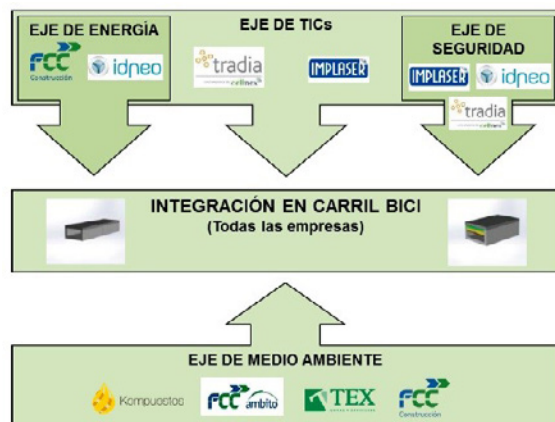 EJE DE ENERGÍA
FCC
Construcción
idneo
EJE DE TICs
tradia
cellnex
IMPLASER
EJE DE
SEGURIDAD
IMPLASER
idneo
tradia
cellnex
INTEGRACIÓN EN CARRIL BICI
(Todas las empresas)
EJE DE MEDIO AMBIENTE
Kompuestos
FCC
ámbito
TEX
FCC
Construcción